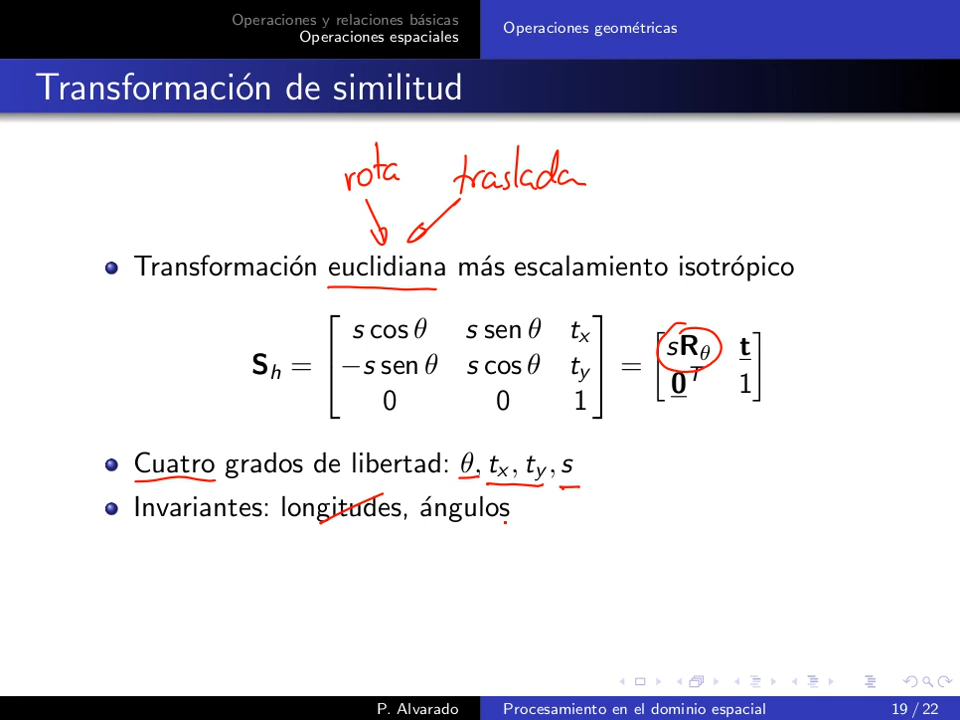 Operaciones y relaciones básicas
Operaciones espaciales
Operaciones geométricas
Transformación de similitud
rota traslada
Transformación euclidiana más escalamiento isotrópico
S_h = [ s cos θ   s sen θ   t_x ; −s sen θ   s cos θ   t_y ; 0   0   1 ] = [ sR_θ   t ; 0^T   1 ]
Cuatro grados de libertad: θ, t_x, t_y, s
Invariantes: longitudes, ángulos
P. Alvarado Procesamiento en el dominio espacial 19 / 22